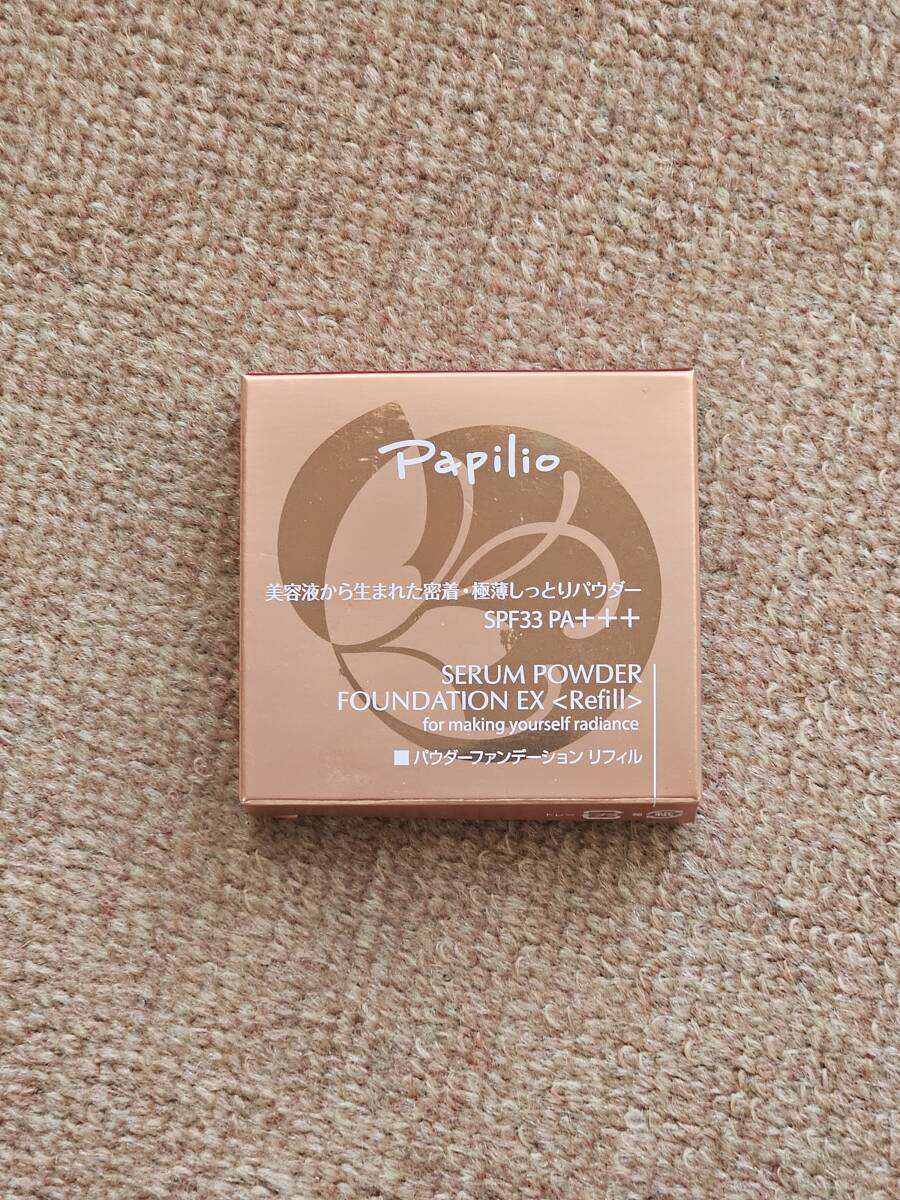 Papilio
美容液から生まれた密着・極薄しっとりパウダー
SPF33 PA+++
SERUM POWDER
FOUNDATION EX <Refill>
for making yourself radiance
■パウダーファンデーション リフィル